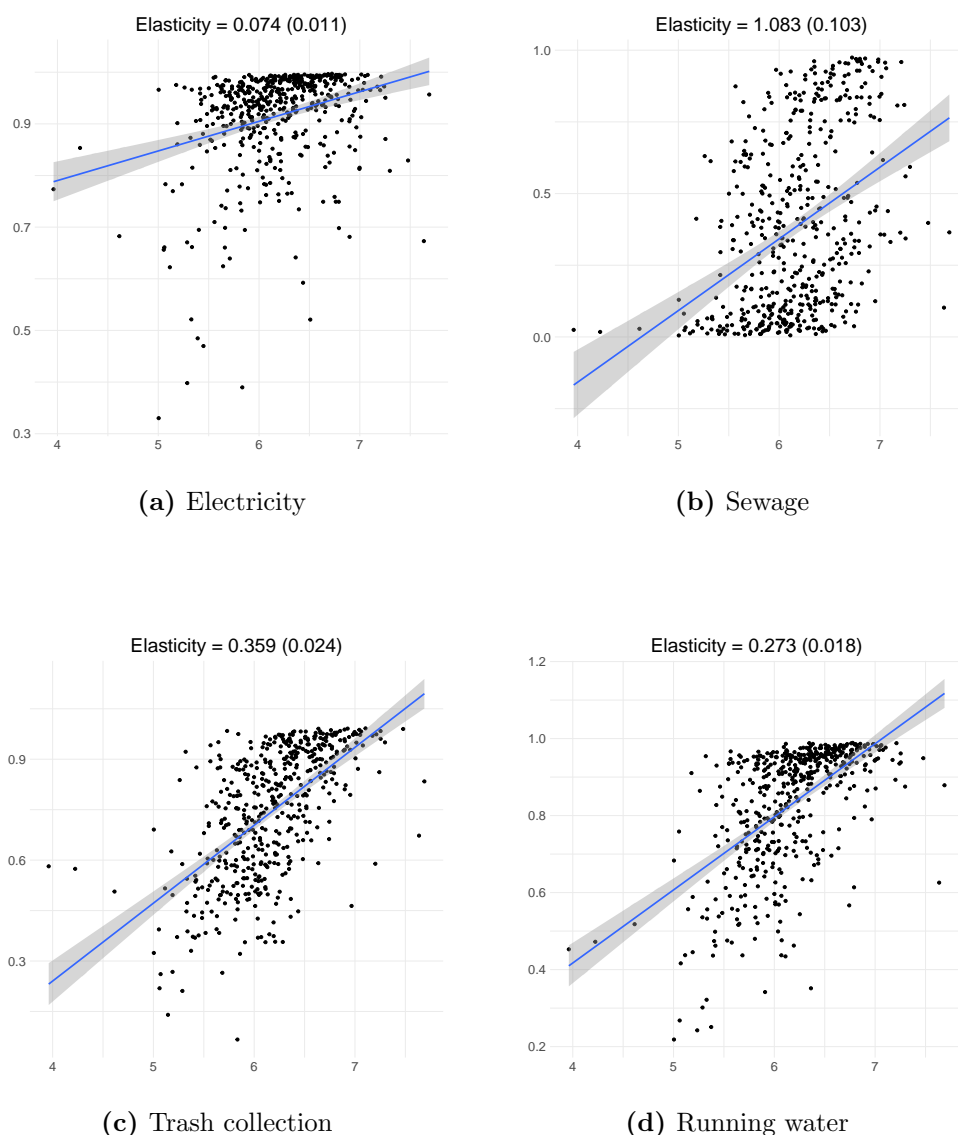 Elasticity = 0.074 (0.011)
0.9
0.7
0.5
0.3
4 5 6 7
(a) Electricity
Elasticity = 1.083 (0.103)
1.0
0.5
0.0
4 5 6 7
(b) Sewage
Elasticity = 0.359 (0.024)
0.9
0.6
0.3
4 5 6 7
(c) Trash collection
Elasticity = 0.273 (0.018)
1.2
1.0
0.8
0.6
0.4
0.2
4 5 6 7
(d) Running water